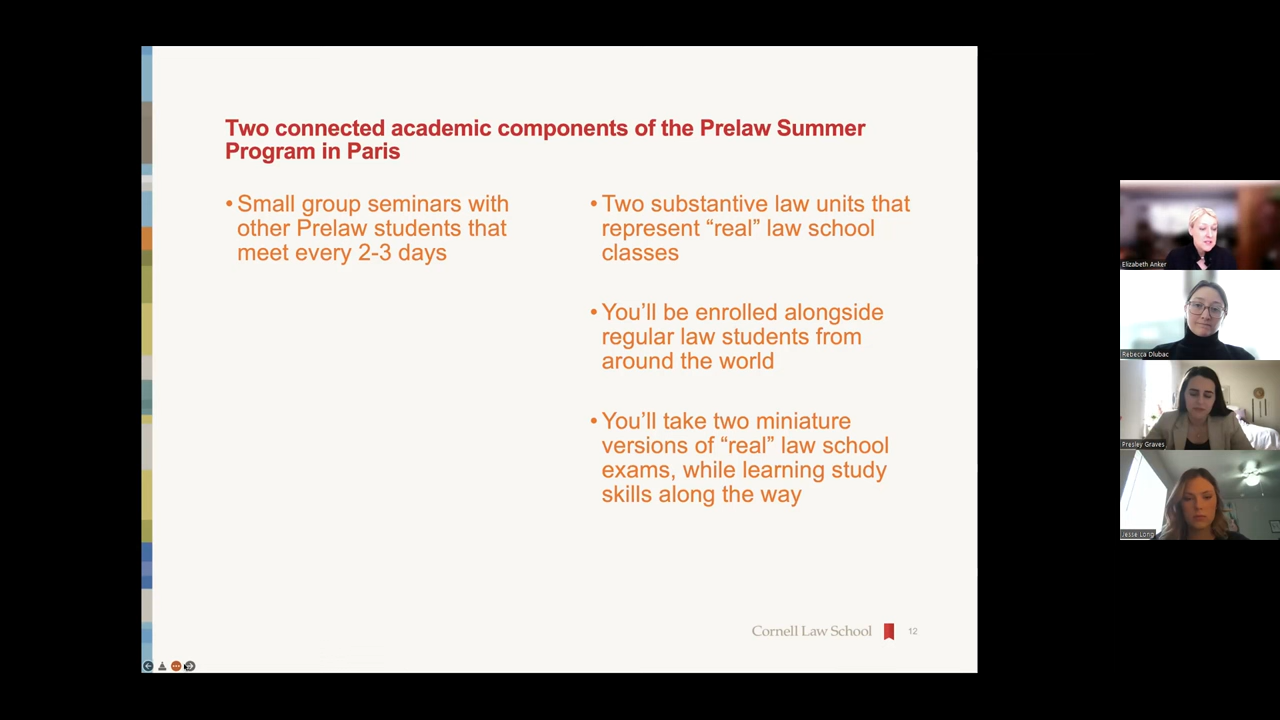 Two connected academic components of the Prelaw Summer
Program in Paris
• Small group seminars with
other Prelaw students that
meet every 2-3 days
• Two substantive law units that
represent “real” law school
classes
• You’ll be enrolled alongside
regular law students from
around the world
• You’ll take two miniature
versions of “real” law school
exams, while learning study
skills along the way
Cornell Law School
12
Elizabeth Anker
Rebecca Dlubac
Presley Graves
Jesse Long